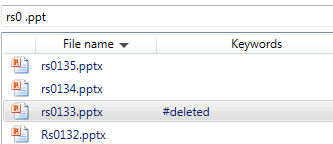 rs0 .ppt
File name Keywords
rs0135.pptx
rs0134.pptx
rs0133.pptx #deleted
Rs0132.pptx